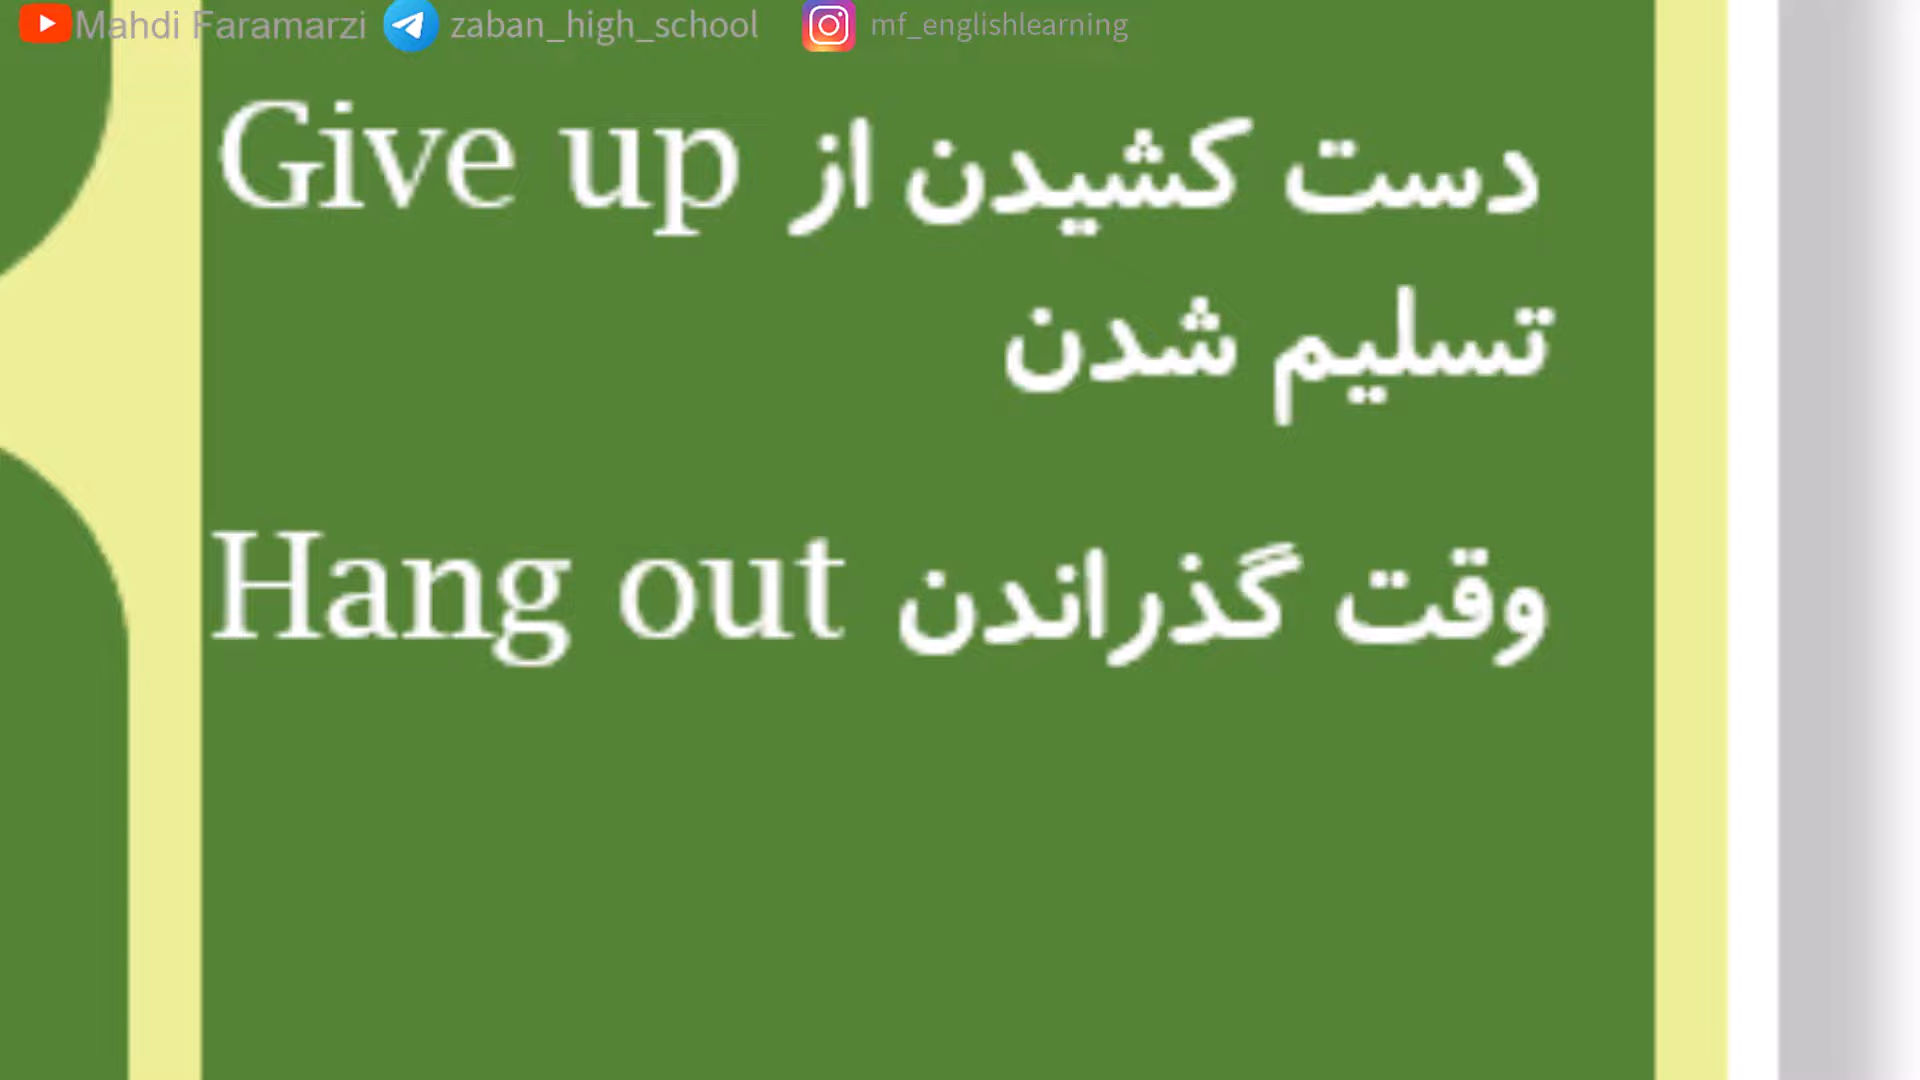 Mahdi Faramarzi zaban_high_school mf_englishlearning
Give up دست کشیدن از
تسلیم شدن
Hang out وقت گذراندن